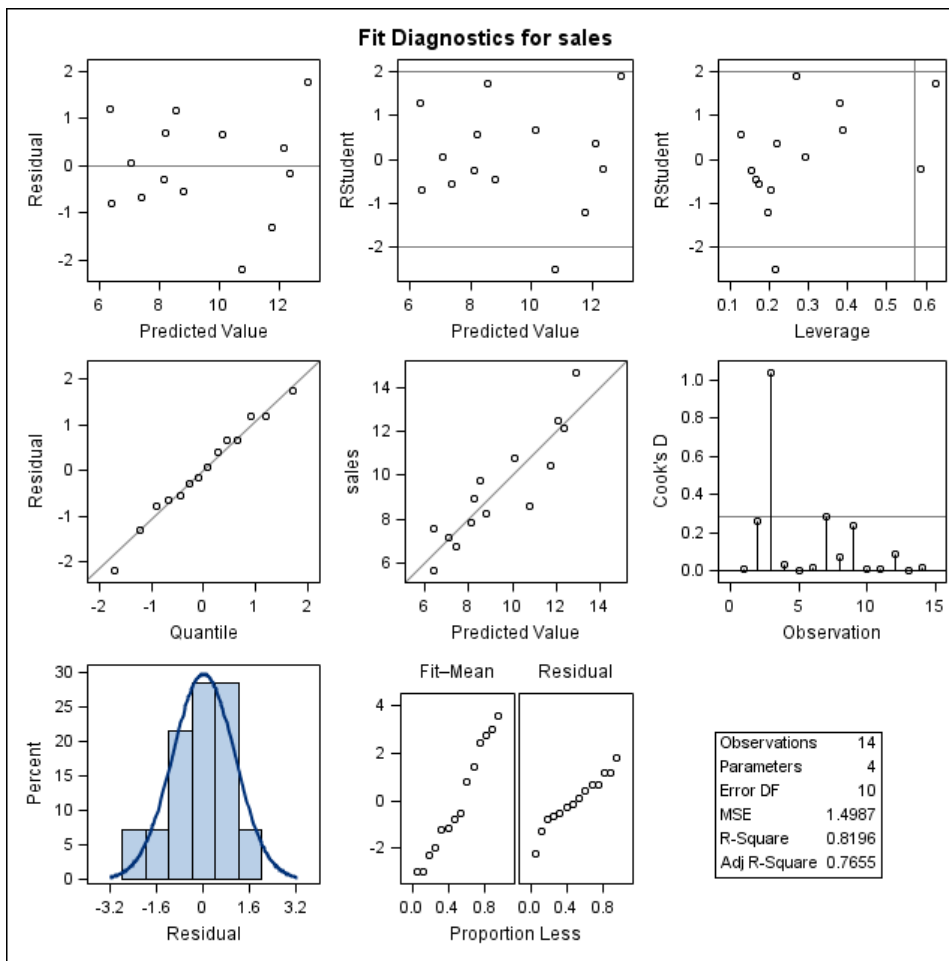 Fit Diagnostics for sales
2
1
0
-1
-2
Residual
6 8 10 12
Predicted Value
2
1
0
-1
-2
RStudent
6 8 10 12
Predicted Value
2
1
0
-1
-2
RStudent
0.1 0.2 0.3 0.4 0.5 0.6
Leverage
2
1
0
-1
-2
Residual
-2 -1 0 1 2
Quantile
14
12
10
8
6
sales
6 8 10 12 14
Predicted Value
1.0
0.8
0.6
0.4
0.2
0.0
Cook's D
0 5 10 15
Observation
30
25
20
15
10
5
0
Percent
-3.2 -1.6 0 1.6 3.2
Residual
Fit–Mean Residual
4
2
0
-2
0.0 0.4 0.8 0.0 0.4 0.8
Proportion Less
Observations 14
Parameters 4
Error DF 10
MSE 1.4987
R-Square 0.8196
Adj R-Square 0.7655